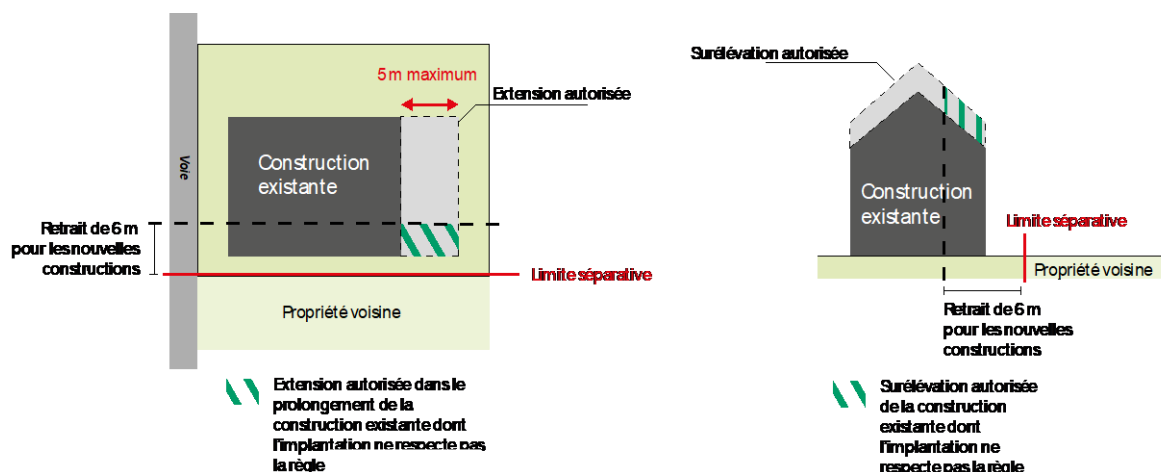 5 m maximum
Extension autorisée
Voie
Construction
existante
Retrait de 6 m
pour les nouvelles
constructions
Limite séparative
Propriété voisine
Extension autorisée dans le
prolongement de la
construction existante dont
l'implantation ne respecte pas
la règle
Surélévation autorisée
Construction
existante
Limite séparative
Propriété voisine
Retrait de 6 m
pour les nouvelles
constructions
Surélévation autorisée
de la construction
existante dont
l'implantation ne
respecte pas la règle